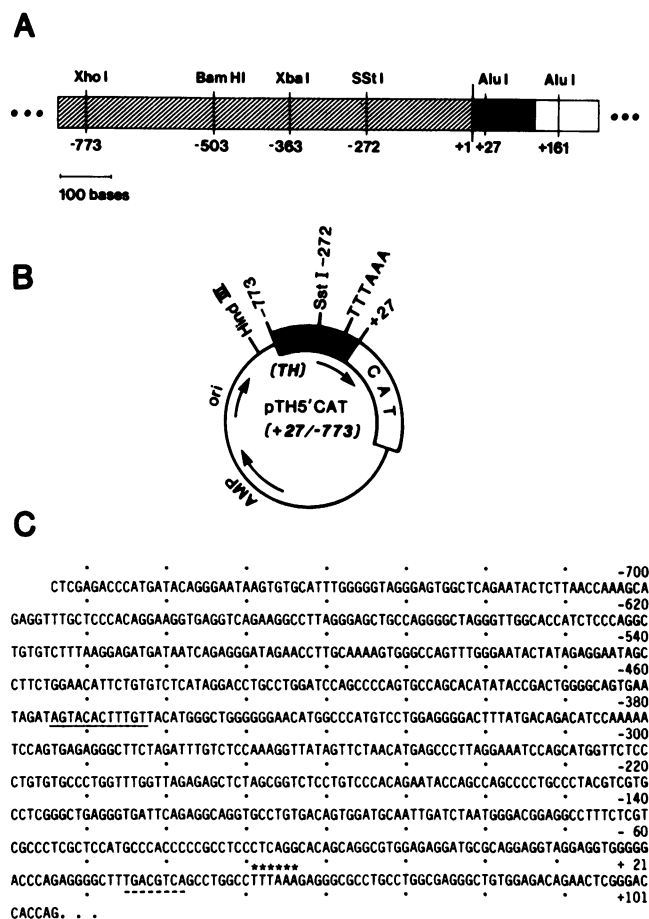 A
Xho I Bam HI Xba I SSt I Alu I Alu I
-773 -503 -363 -272 +1 +27 +161
100 bases
B
Hind III
-773
Sst I -272
TTTAAA
+27
(TH)
CAT
ori
pTH5'CAT
(+27/-773)
AMP
C
-700
CTCGAGACCCATGATACAGGGAATAAGTGTGCATTTGGGGGTAGGGAGTGGCTCAGAATACTCTTAACCAAAGCA
-620
GAGGTTTGCTCCCACAGGAAGGTGAGGTCAGAAGGCCTTAGGGAGCTGCCAGGGGCTAGGGTTGGCACCATCTCCCAGGC
-540
TGTGTCTTTAAGGAGATGATAATCAGAGGGATAGAACCTTGCAAAAGTGGGCCAGTTTGGGAATACTATAGAGGAATAGC
-460
CTTCTGGAACATTCTGTGTCTCATAGGACCTGCCTGGATCCAGCCCCAGTGCCAGCACATATACCGACTGGGGCAGTGAA
-380
TAGATAGTACACTTTGTTACATGGGCTGGGGGGAACATGGCCCATGTCCTGGAGGGGACTTTATGACAGACATCCAAAAA
-300
TCCAGTGAGAGGGCTTCTAGATTTGTCTCCAAAGGTTATAGTTCTAACATGAGCCCTTAGGAAATCCAGCATGGTTCTCC
-220
CTGTGTGCCCTGGTTTGGTTAGAGAGCTCTAGCGGTCTCCTGTCCCACAGAATACCAGCCAGCCCCTGCCCTACGTCGTG
-140
CCTCGGGCTGAGGGTGATTCAGAGGCAGGTGCCTGTGACAGTGGATGCAATTGATCTAATGGGACGGAGGCCTTTCTCGT
- 60
CGCCCTCGCTCCATGCCCACCCCCGCCTCCCTCAGGCACAGCAGGCGTGGAGAGGATGCGCAGGAGGTAGGAGGTGGGGG
****** + 21
ACCCAGAGGGGCTTTGACGTCAGCCTGGCCTTTAAAGAGGGCGCCTGCCTGGCGAGGGCTGTGGAGACAGAACTCGGGAC
+101
CACCAG. . .